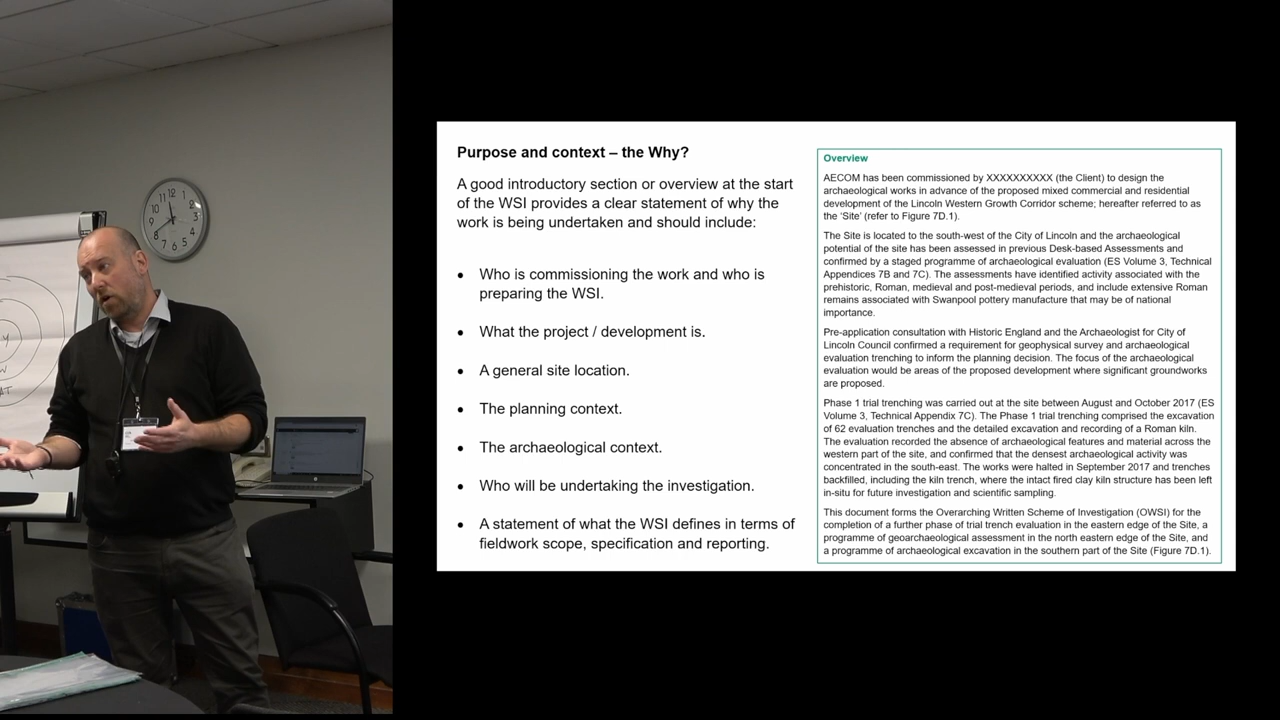 Purpose and context – the Why?
A good introductory section or overview at the start
of the WSI provides a clear statement of why the
work is being undertaken and should include:
• Who is commissioning the work and who is
preparing the WSI.
• What the project / development is.
• A general site location.
• The planning context.
• The archaeological context.
• Who will be undertaking the investigation.
• A statement of what the WSI defines in terms of
fieldwork scope, specification and reporting.
Overview
AECOM has been commissioned by XXXXXXXXXX (the Client) to design the
archaeological works in advance of the proposed mixed commercial and residential
development of the Lincoln Western Growth Corridor scheme; hereafter referred to as
the ‘Site’ (refer to Figure 7D.1).
The Site is located to the south-west of the City of Lincoln and the archaeological
potential of the site has been assessed in previous Desk-based Assessments and
confirmed by a staged programme of archaeological evaluation (ES Volume 3, Technical
Appendices 7B and 7C). The assessments have identified activity associated with the
prehistoric, Roman, medieval and post-medieval periods, and include extensive Roman
remains associated with Swanpool pottery manufacture that may be of national
importance.
Pre-application consultation with Historic England and the Archaeologist for City of
Lincoln Council confirmed a requirement for geophysical survey and archaeological
evaluation trenching to inform the planning decision. The focus of the archaeological
evaluation would be areas of the proposed development where significant groundworks
are proposed.
Phase 1 trial trenching was carried out at the site between August and October 2017 (ES
Volume 3, Technical Appendix 7C). The Phase 1 trial trenching comprised the excavation
of 62 evaluation trenches and the detailed excavation and recording of a Roman kiln.
The evaluation recorded the absence of archaeological features and material across the
western part of the site, and confirmed that the densest archaeological activity was
concentrated in the south-east. The works were halted in September 2017 and trenches
backfilled, including the kiln trench, where the intact fired clay kiln structure has been left
in-situ for future investigation and scientific sampling.
This document forms the Overarching Written Scheme of Investigation (OWSI) for the
completion of a further phase of trial trench evaluation in the eastern edge of the Site, a
programme of geoarchaeological assessment in the north eastern edge of the Site, and
a programme of archaeological excavation in the southern part of the Site (Figure 7D.1).
12
1
2
3
4
5
6
7
8
9
10
11